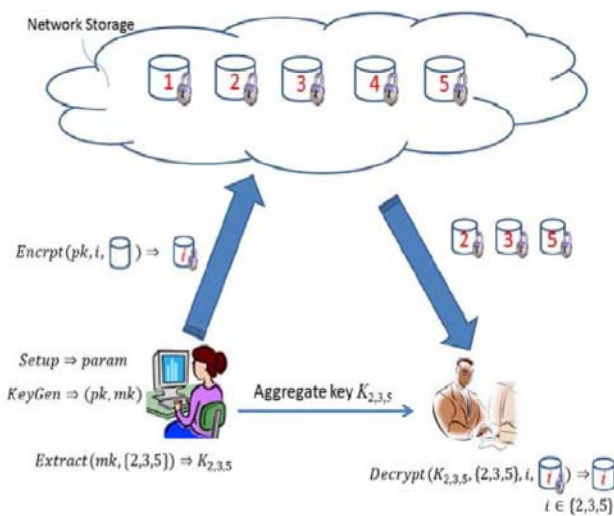 Network Storage
1 2 3 4 5
Encrpt(pk, i, ) ⇒ i
2 3 5
Setup ⇒ param
KeyGen ⇒ (pk, mk)
Aggregate key K2,3,5
Extract(mk, {2,3,5}) ⇒ K2,3,5
Decrypt(K2,3,5, {2,3,5}, i, i) ⇒ i
i ∈ {2,3,5}